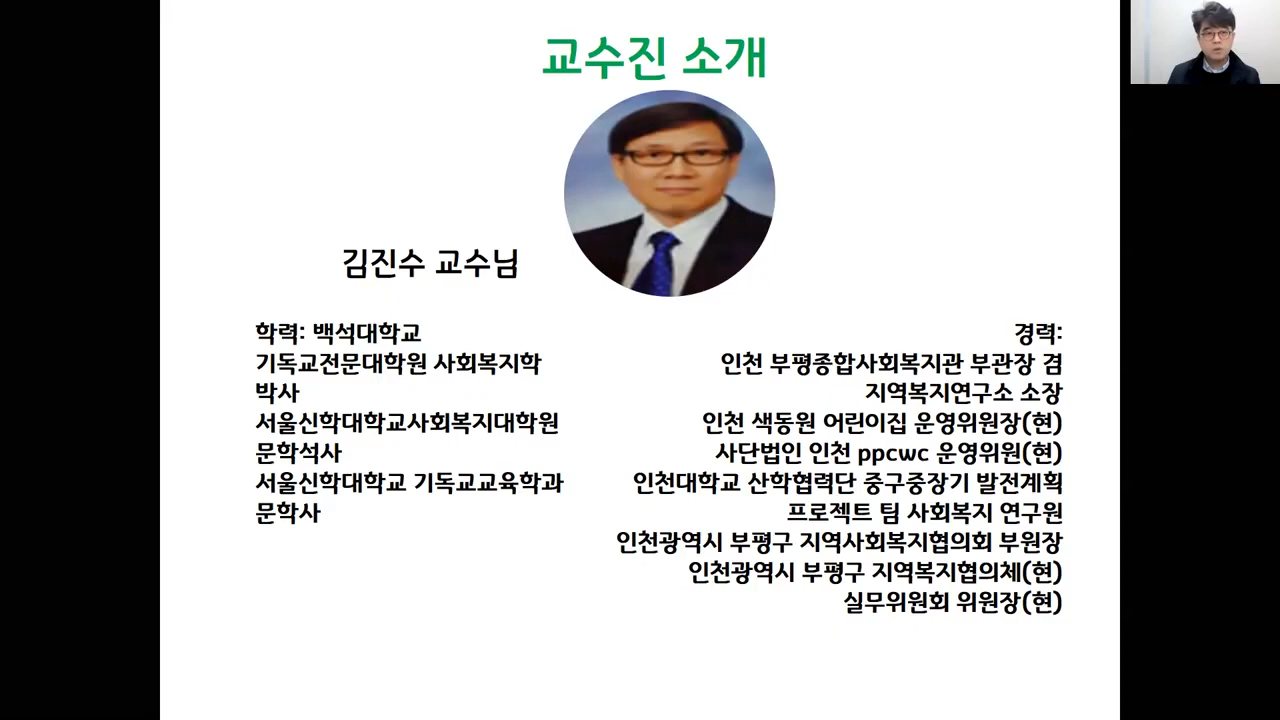 교수진 소개
김진수 교수님
학력: 백석대학교
기독교전문대학원 사회복지학
박사
서울신학대학교사회복지대학원
문학석사
서울신학대학교 기독교교육학과
문학사
경력:
인천 부평종합사회복지관 부관장 겸
지역복지연구소 소장
인천 색동원 어린이집 운영위원장(현)
사단법인 인천 ppcwc 운영위원(현)
인천대학교 산학협력단 중구중장기 발전계획
프로젝트 팀 사회복지 연구원
인천광역시 부평구 지역사회복지협의회 부원장
인천광역시 부평구 지역복지협의체(현)
실무위원회 위원장(현)